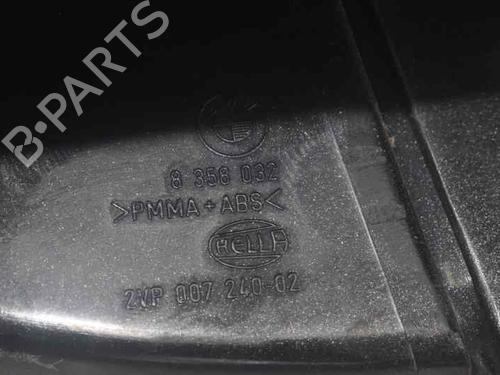 B-PARTS
8 358 032
>PMMA+ABS<
HELLA
2VP 007 240-02